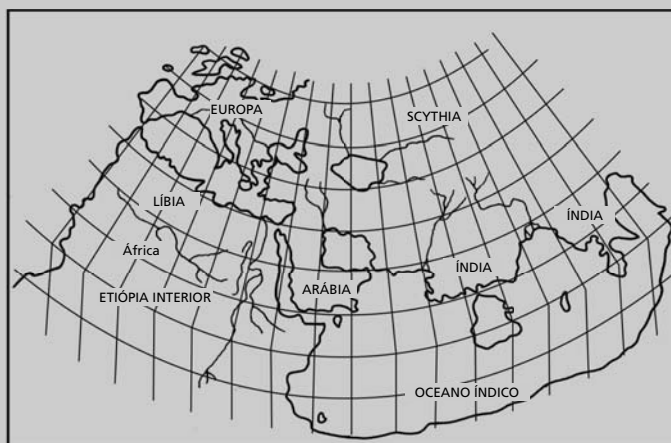 EUROPA
SCYTHIA
LÍBIA
ÍNDIA
África
ÍNDIA
ETIÓPIA INTERIOR
ARÁBIA
OCEANO ÍNDICO